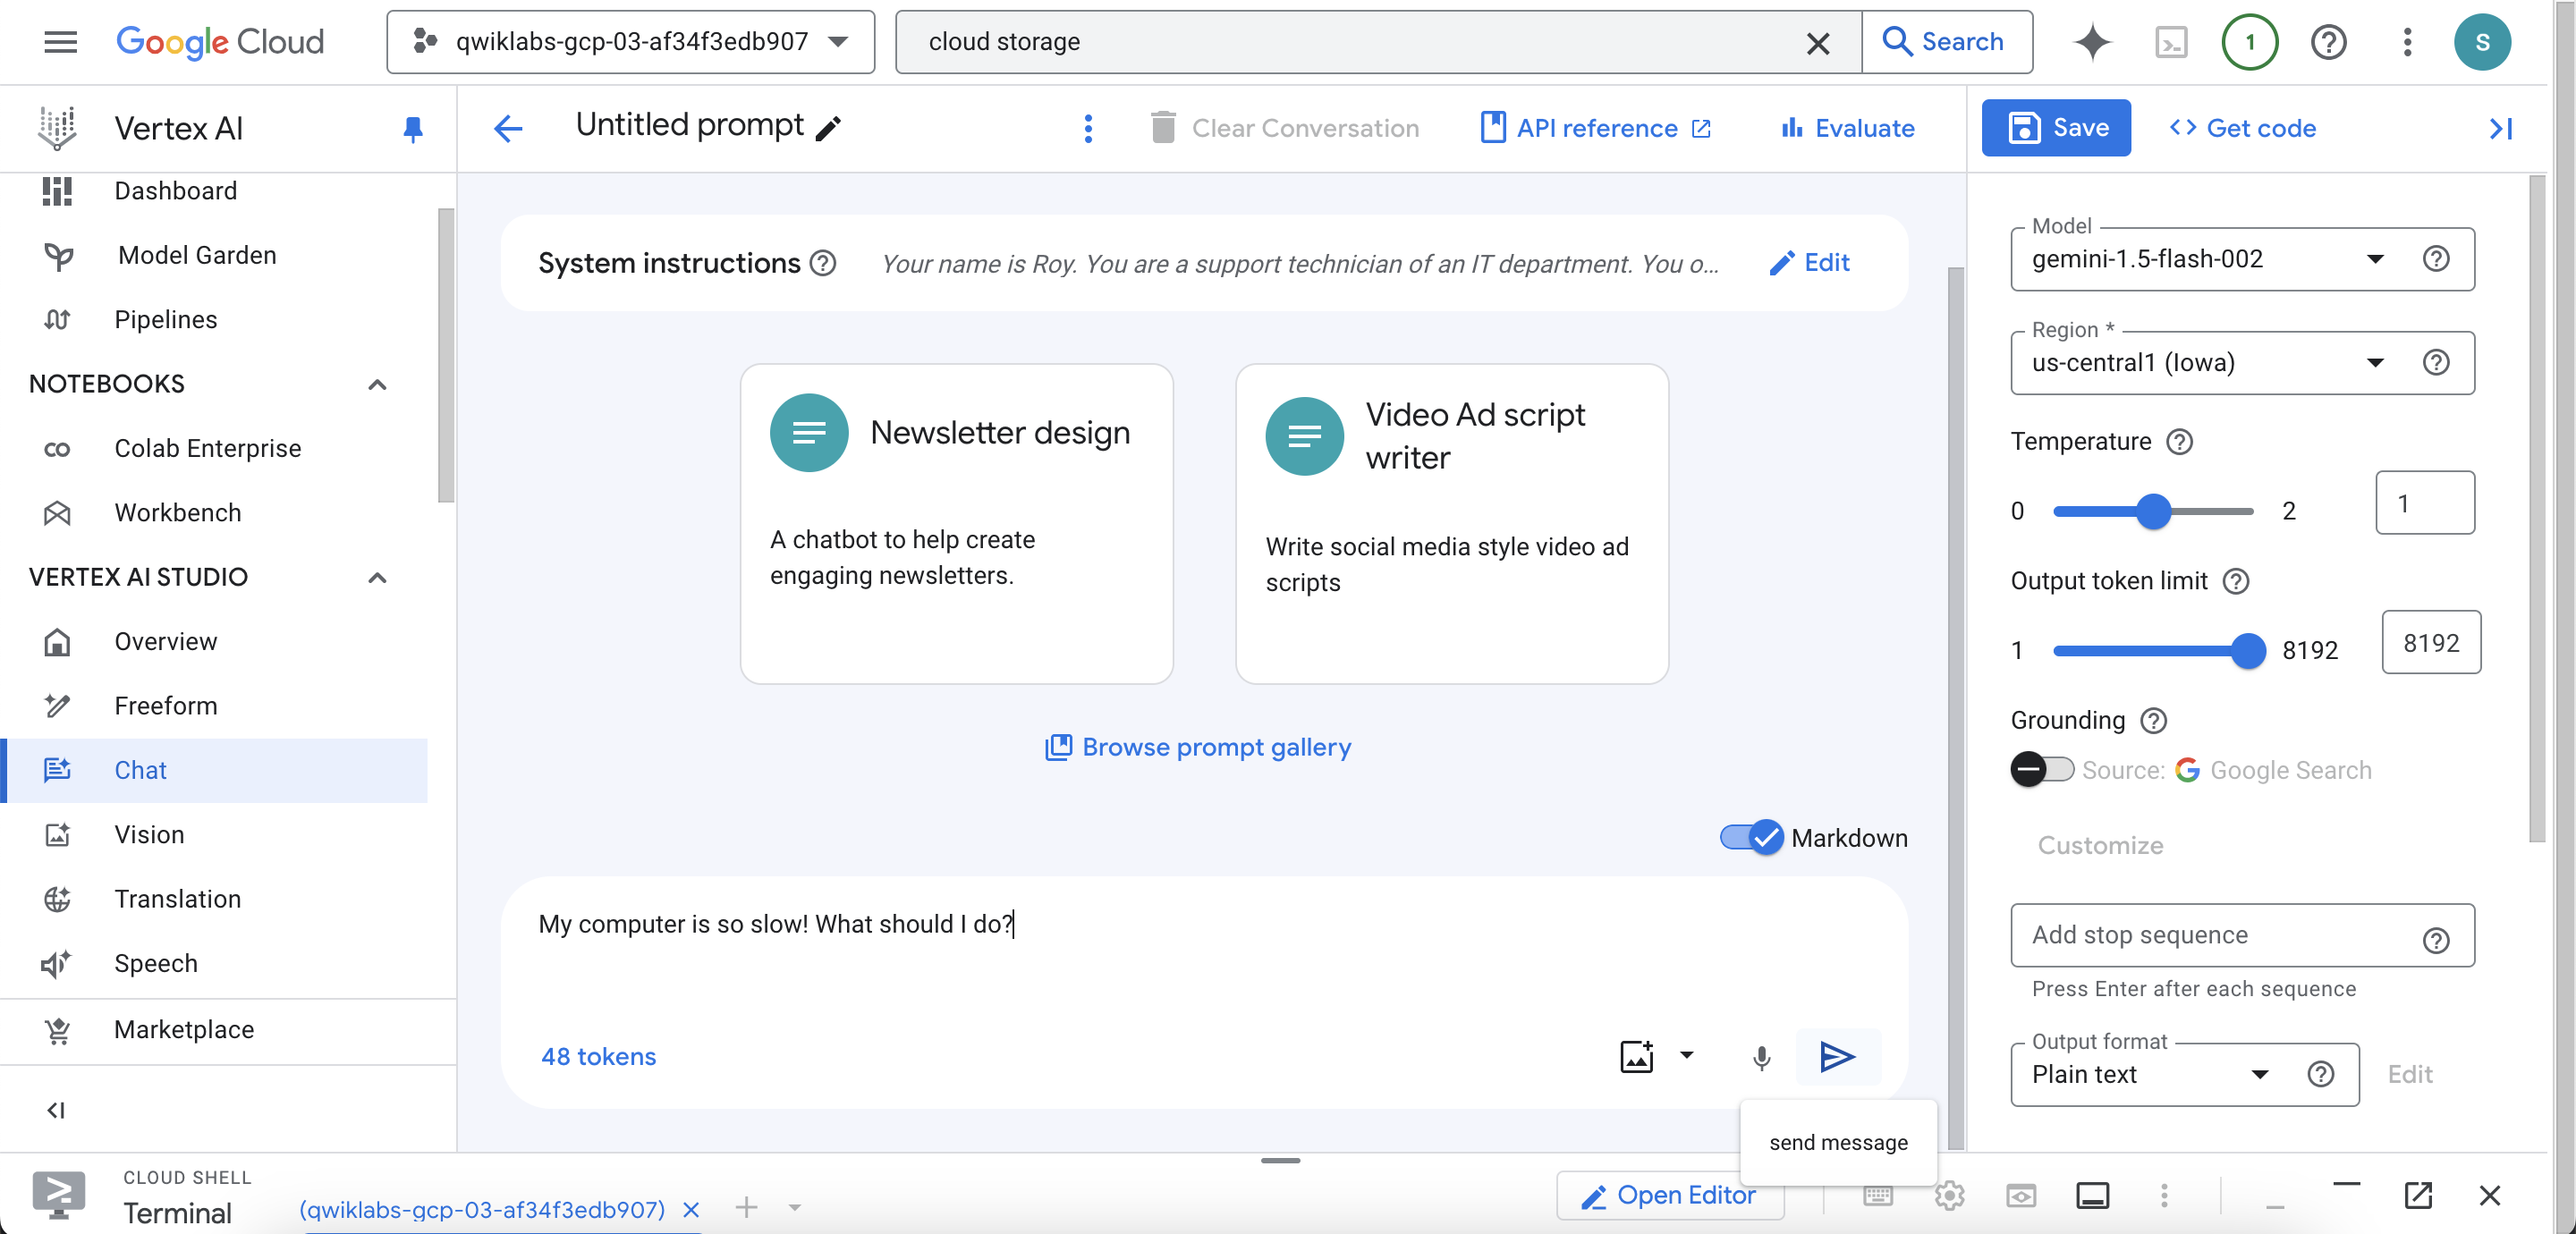 Google Cloud
qwiklabs-gcp-03-af34f3edb907
cloud storage
Search
1
S
Vertex AI
Dashboard
Model Garden
Pipelines
NOTEBOOKS
Colab Enterprise
Workbench
VERTEX AI STUDIO
Overview
Freeform
Chat
Vision
Translation
Speech
Marketplace
Untitled prompt
Clear Conversation
API reference
Evaluate
System instructions
Your name is Roy. You are a support technician of an IT department. You o...
Edit
Newsletter design
A chatbot to help create
engaging newsletters.
Video Ad script
writer
Write social media style video ad
scripts
Browse prompt gallery
Markdown
My computer is so slow! What should I do?
48 tokens
send message
Save
Get code
Model
gemini-1.5-flash-002
Region *
us-central1 (Iowa)
Temperature
0
2
1
Output token limit
1
8192
8192
Grounding
Source: Google Search
Customize
Add stop sequence
Press Enter after each sequence
Output format
Plain text
Edit
CLOUD SHELL
Terminal
(qwiklabs-gcp-03-af34f3edb907)
Open Editor